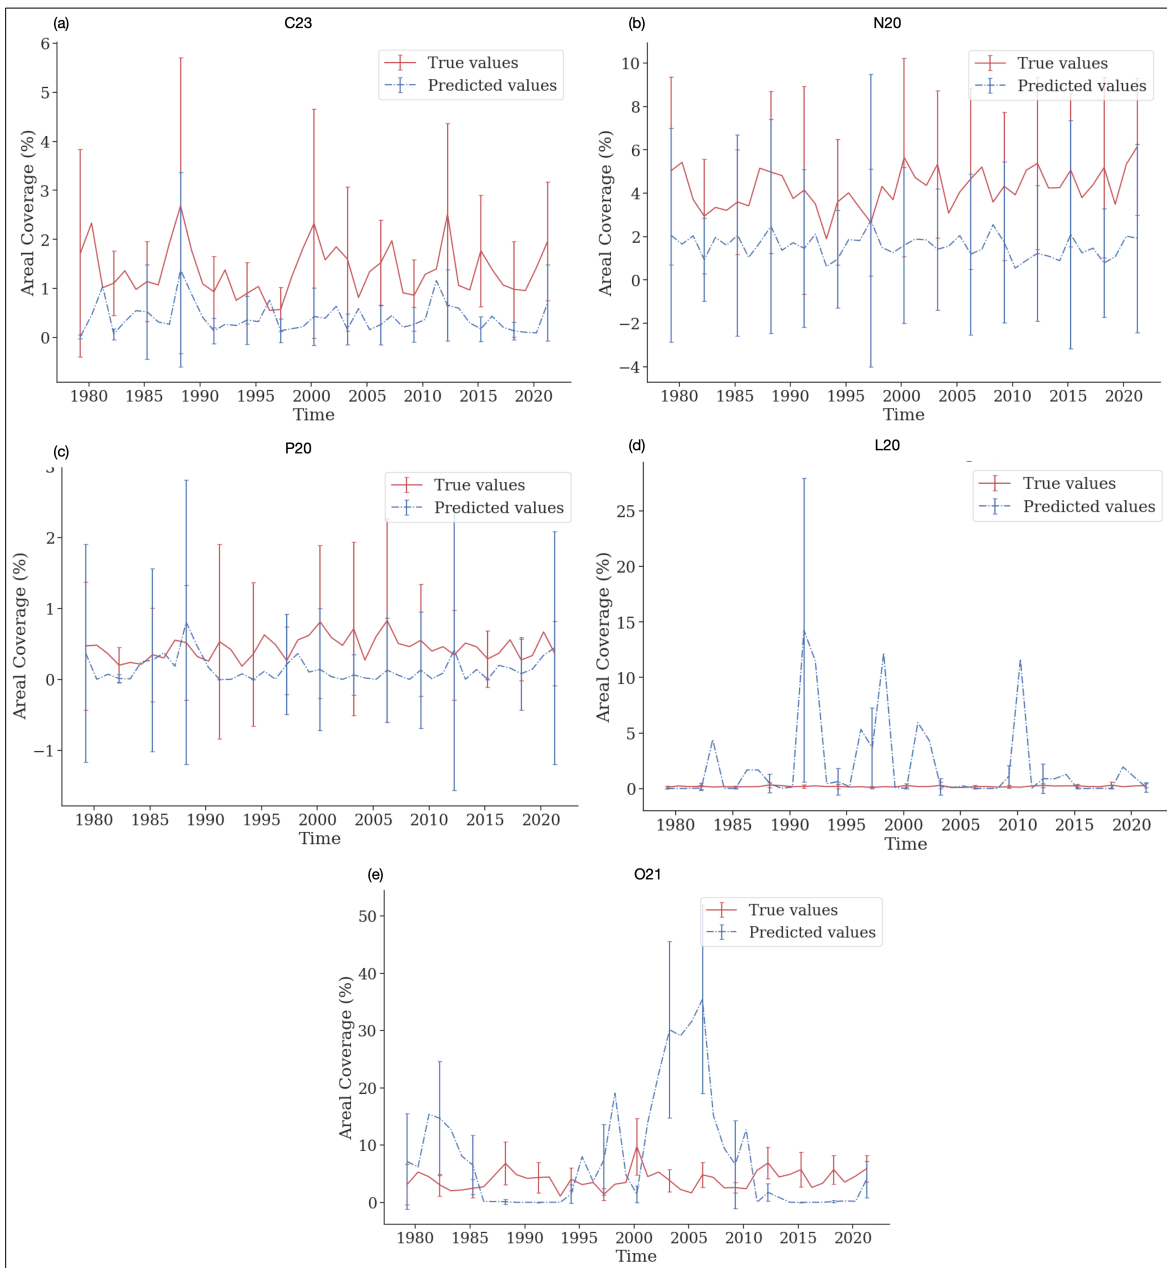 (a) C23
6
5
4
3
2
1
0
Areal Coverage (%)
True values
Predicted values
1980 1985 1990 1995 2000 2005 2010 2015 2020
Time
(b) N20
10
8
6
4
2
0
−2
−4
Areal Coverage (%)
True values
Predicted values
1980 1985 1990 1995 2000 2005 2010 2015 2020
Time
(c) P20
3
2
1
0
−1
Areal Coverage (%)
True values
Predicted values
1980 1985 1990 1995 2000 2005 2010 2015 2020
Time
(d) L20
25
20
15
10
5
0
Areal Coverage (%)
True values
Predicted values
1980 1985 1990 1995 2000 2005 2010 2015 2020
Time
(e) O21
50
40
30
20
10
0
Areal Coverage (%)
True values
Predicted values
1980 1985 1990 1995 2000 2005 2010 2015 2020
Time